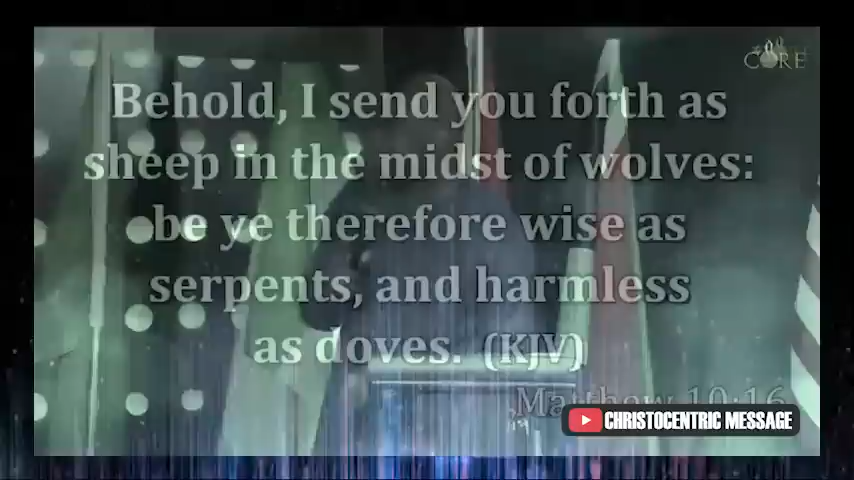 CORE
Behold, I send you forth as
sheep in the midst of wolves:
be ye therefore wise as
serpents, and harmless
as doves. (KJV)
Matthew 10:16
CHRISTOCENTRIC MESSAGE